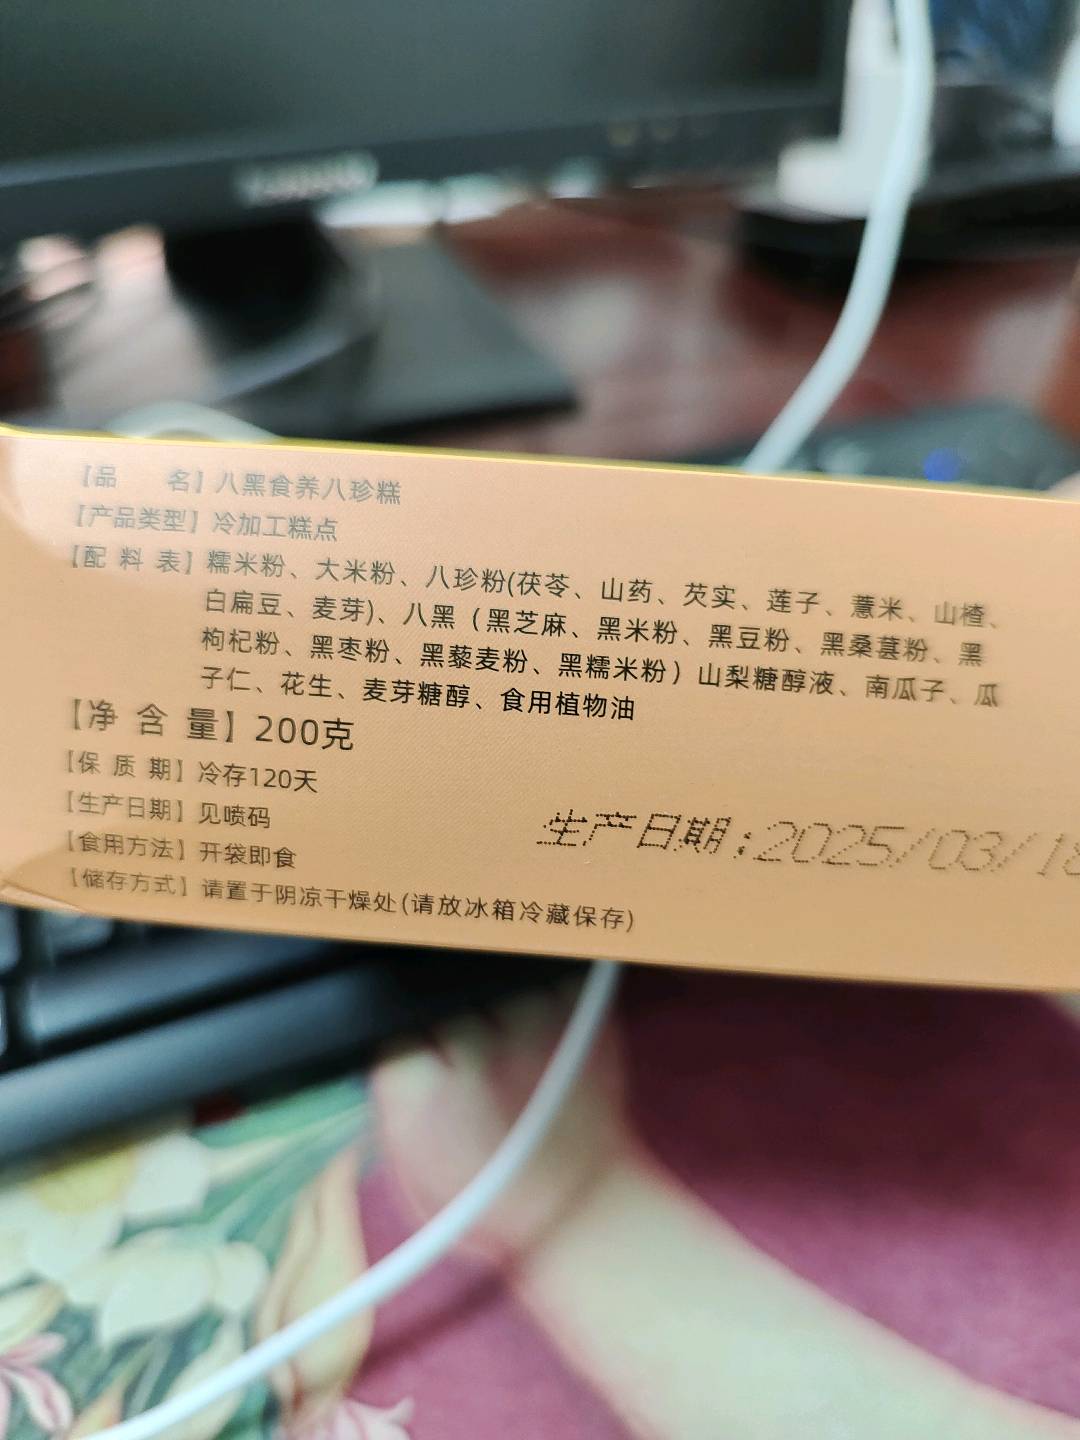 【品 名】八黑食养八珍糕
【产品类型】冷加工糕点
【配 料 表】糯米粉、大米粉、八珍粉(茯苓、山药、芡实、莲子、薏米、山楂、
白扁豆、麦芽)、八黑（黑芝麻、黑米粉、黑豆粉、黑桑葚粉、黑
枸杞粉、黑枣粉、黑藜麦粉、黑糯米粉）山梨糖醇液、南瓜子、瓜
子仁、花生、麦芽糖醇、食用植物油
【净 含 量】200克
【保 质 期】冷存120天
【生产日期】见喷码
生产日期:2025/03/18
【食用方法】开袋即食
【储存方式】请置于阴凉干燥处(请放冰箱冷藏保存)